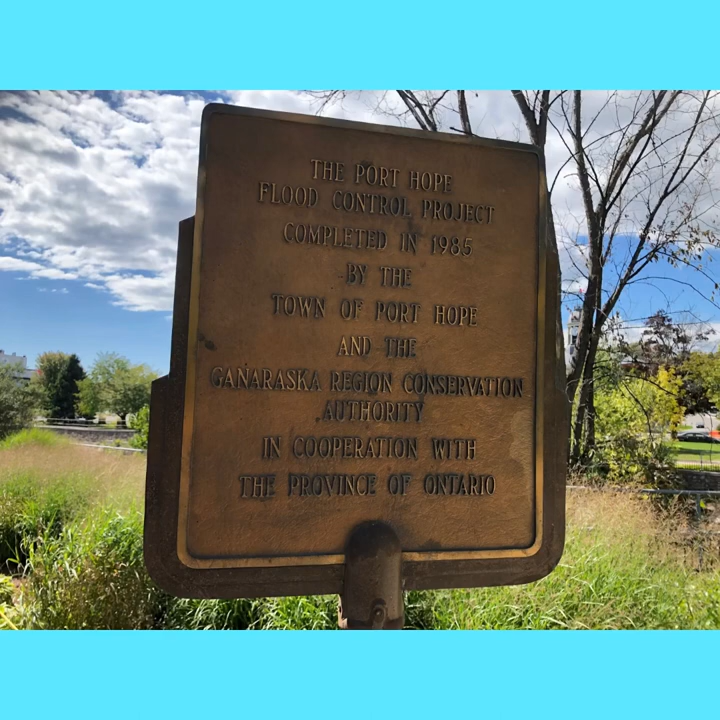 THE PORT HOPE
FLOOD CONTROL PROJECT
COMPLETED IN 1985
BY THE
TOWN OF PORT HOPE
AND THE
GANARASKA REGION CONSERVATION
AUTHORITY
IN COOPERATION WITH
THE PROVINCE OF ONTARIO